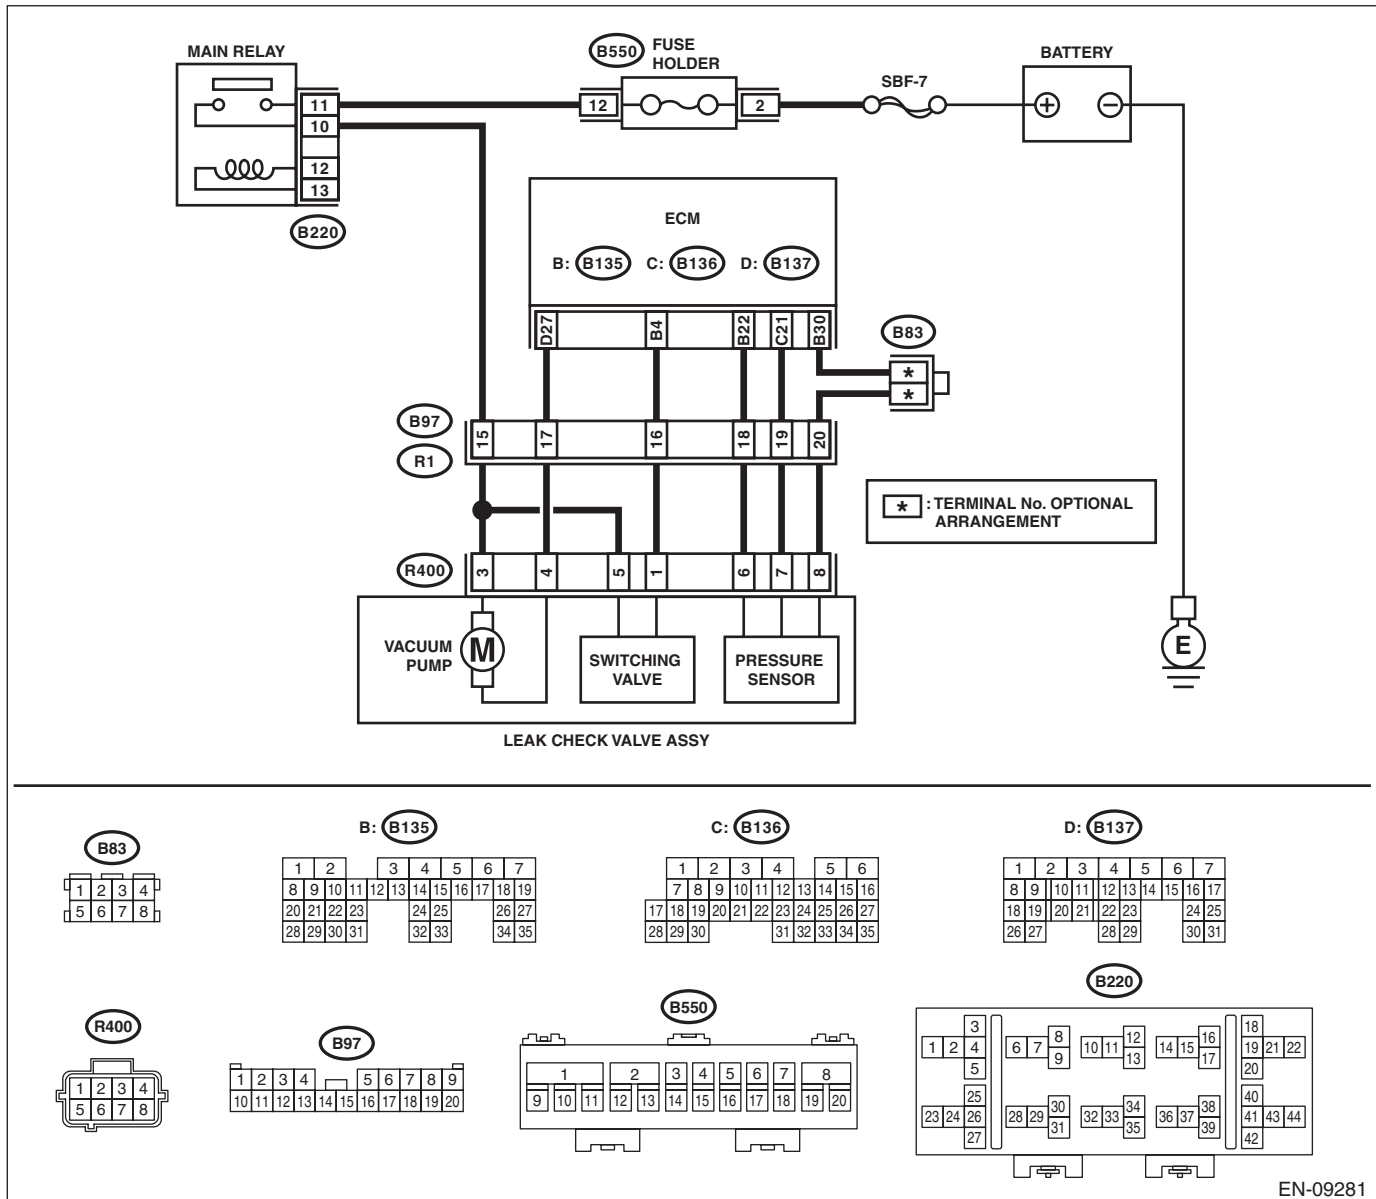 MAIN RELAY
B550
FUSE
HOLDER
SBF-7
BATTERY
11
10
12
13
12
2
+ −
B220
ECM
B: B135 C: B136 D: B137
D27 B4 B22 C21 B30
B83
*
*
B97
R1
15 17 16 18 19 20
* : TERMINAL No. OPTIONAL
ARRANGEMENT
R400
3 4 5 1 6 7 8
VACUUM
PUMP
M
SWITCHING
VALVE
PRESSURE
SENSOR
E
LEAK CHECK VALVE ASSY
B83
1 2 3 4
5 6 7 8
B: B135
1 2 3 4 5 6 7
8 9 10 11 12 13 14 15 16 17 18 19
20 21 22 23 24 25 26 27
28 29 30 31 32 33 34 35
C: B136
1 2 3 4 5 6
7 8 9 10 11 12 13 14 15 16
17 18 19 20 21 22 23 24 25 26 27
28 29 30 31 32 33 34 35
D: B137
1 2 3 4 5 6 7
8 9 10 11 12 13 14 15 16 17
18 19 20 21 22 23 24 25
26 27 28 29 30 31
R400
1 2 3 4
5 6 7 8
B97
1 2 3 4 5 6 7 8 9
10 11 12 13 14 15 16 17 18 19 20
B550
1 2 3 4 5 6 7 8
9 10 11 12 13 14 15 16 17 18 19 20
B220
3 8 12 16 18
1 2 4 6 7 10 11 14 15 19 21 22
5 9 13 17 20
25 30 34 38 40
23 24 26 28 29 32 33 36 37 41 43 44
27 31 35 39 42
EN-09281